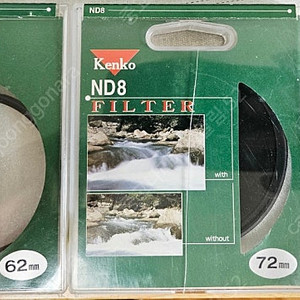 ND8
Kenko
ND8
FILTER
with
without
62mm
72mm